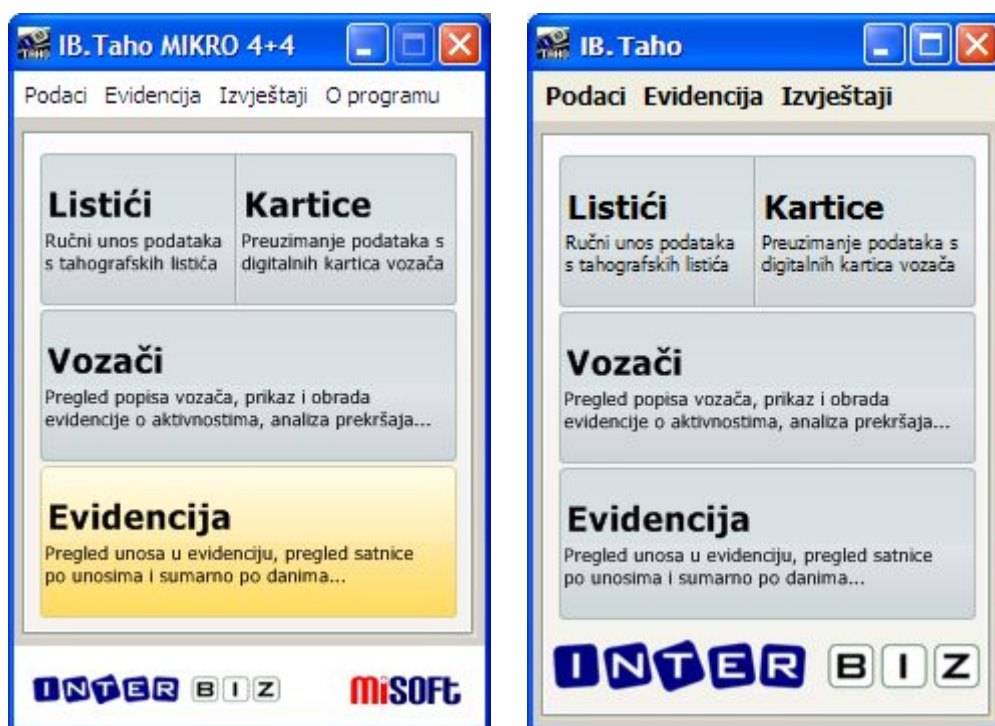 IB.Taho MIKRO 4+4
Podaci Evidencija Izvještaji O programu
Listići
Ručni unos podataka
s tahografskih listića
Kartice
Preuzimanje podataka s
digitalnih kartica vozača
Vozači
Pregled popisa vozača, prikaz i obrada
evidencije o aktivnostima, analiza prekršaja...
Evidencija
Pregled unosa u evidenciju, pregled satnice
po unosima i sumarno po danima...
INTER BIZ
MiSOFt
IB.Taho
Podaci Evidencija Izvještaji
Listići
Ručni unos podataka
s tahografskih listića
Kartice
Preuzimanje podataka s
digitalnih kartica vozača
Vozači
Pregled popisa vozača, prikaz i obrada
evidencije o aktivnostima, analiza prekršaja...
Evidencija
Pregled unosa u evidenciju, pregled satnice
po unosima i sumarno po danima...
INTER BIZ